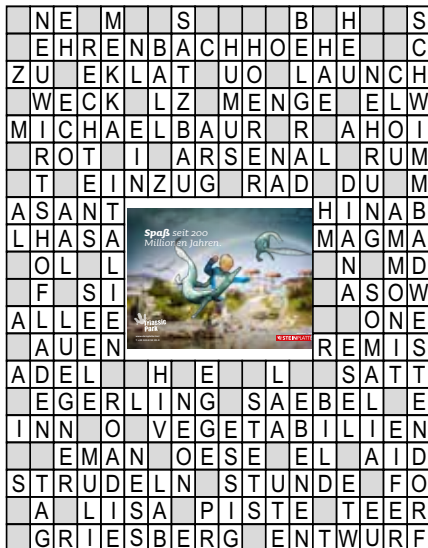 NE M S B H S
EHRENBACHHOEHE C
ZU EKLAT UO LAUNCH
WECK LZ MENGE ELW
MICHAELBAUR R AHOI
ROT I ARSENAL RUM
T EINZUG RAD DU M
ASANT HINAB
Spaß seit 200
Millionen Jahren.
LHASA MAGMA
OL L N MD
F SI ASOW
ALLEE ONE
Triassic
Park
STEINPLATTE
AUEN REMIS
ADEL H E L SATT
EGERLING SAEBEL E
INN O VEGETABILIEN
EMAN OESE EL AID
STRUDELN STUNDE FO
A LISA PISTE TEER
GRIESBERG ENTWURF